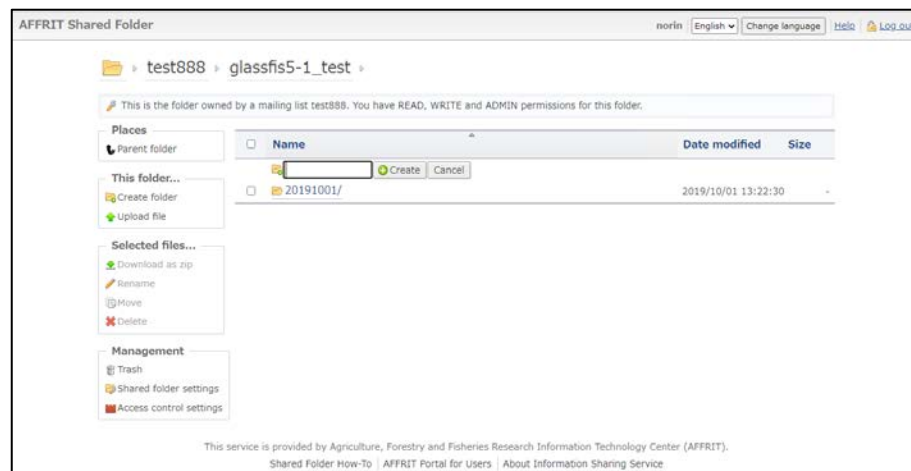 AFFRIT Shared Folder norin English Change language Help Log ou
test888 glassfis5-1_test
This is the folder owned by a mailing list test888. You have READ, WRITE and ADMIN permissions for this folder.
Places
Parent folder
This folder...
Create folder
Upload file
Selected files...
Download as zip
Rename
Move
Delete
Management
Trash
Shared folder settings
Access control settings
Name Date modified Size
Create Cancel
20191001/ 2019/10/01 13:22:30 -
This service is provided by Agriculture, Forestry and Fisheries Research Information Technology Center (AFFRIT).
Shared Folder How-To AFFRIT Portal for Users About Information Sharing Service